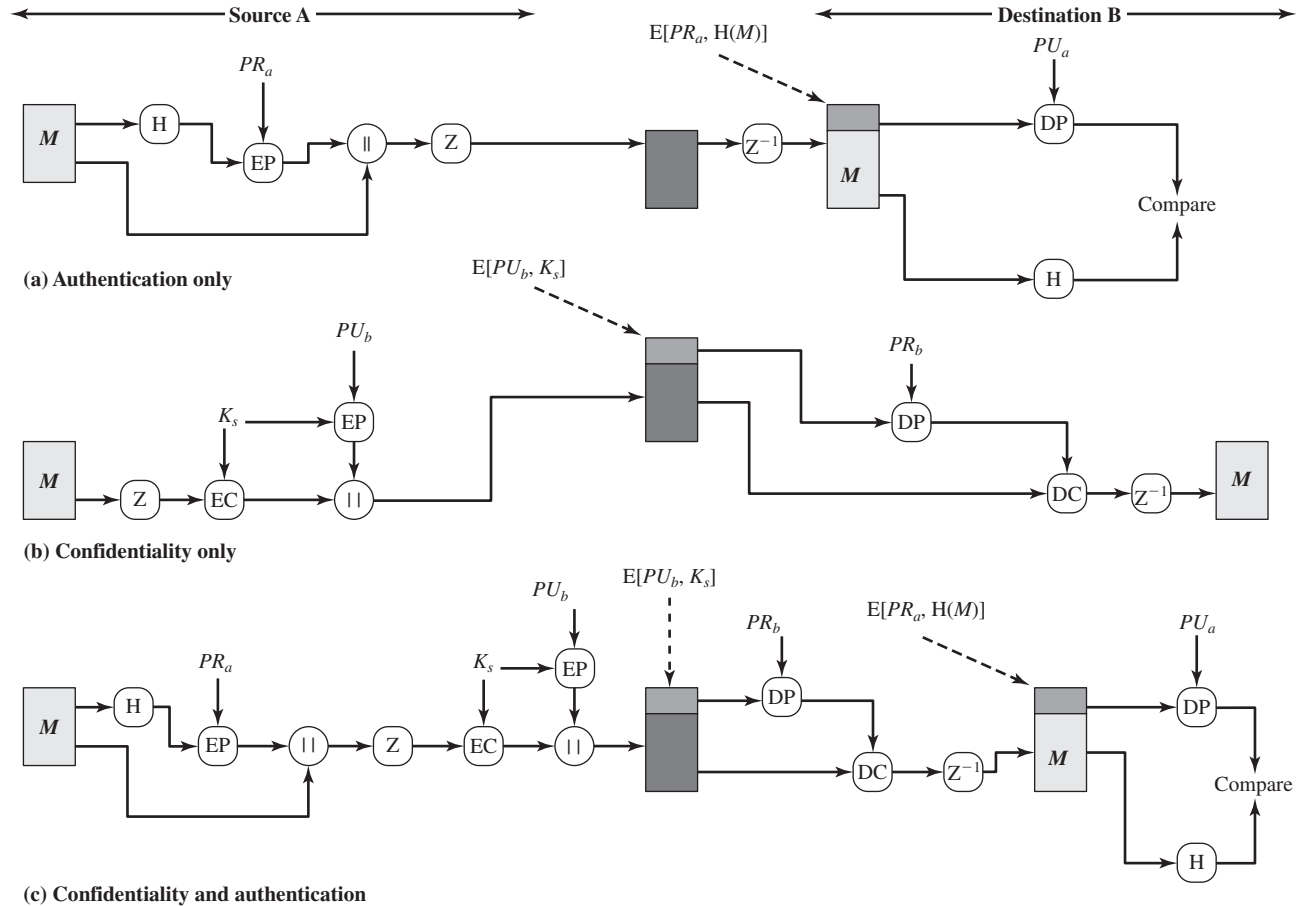 Source A
Destination B
E[PRa, H(M)]
PRa
PUa
M
H
EP
||
Z
Z−1
M
DP
Compare
H
(a) Authentication only
E[PUb, Ks]
PUb
PRb
Ks
EP
DP
M
Z
EC
||
DC
Z−1
M
(b) Confidentiality only
E[PUb, Ks]
PUb
PRb
E[PRa, H(M)]
PUa
PRa
Ks
EP
DP
M
H
DP
EP
||
Z
EC
||
DC
Z−1
M
Compare
H
(c) Confidentiality and authentication